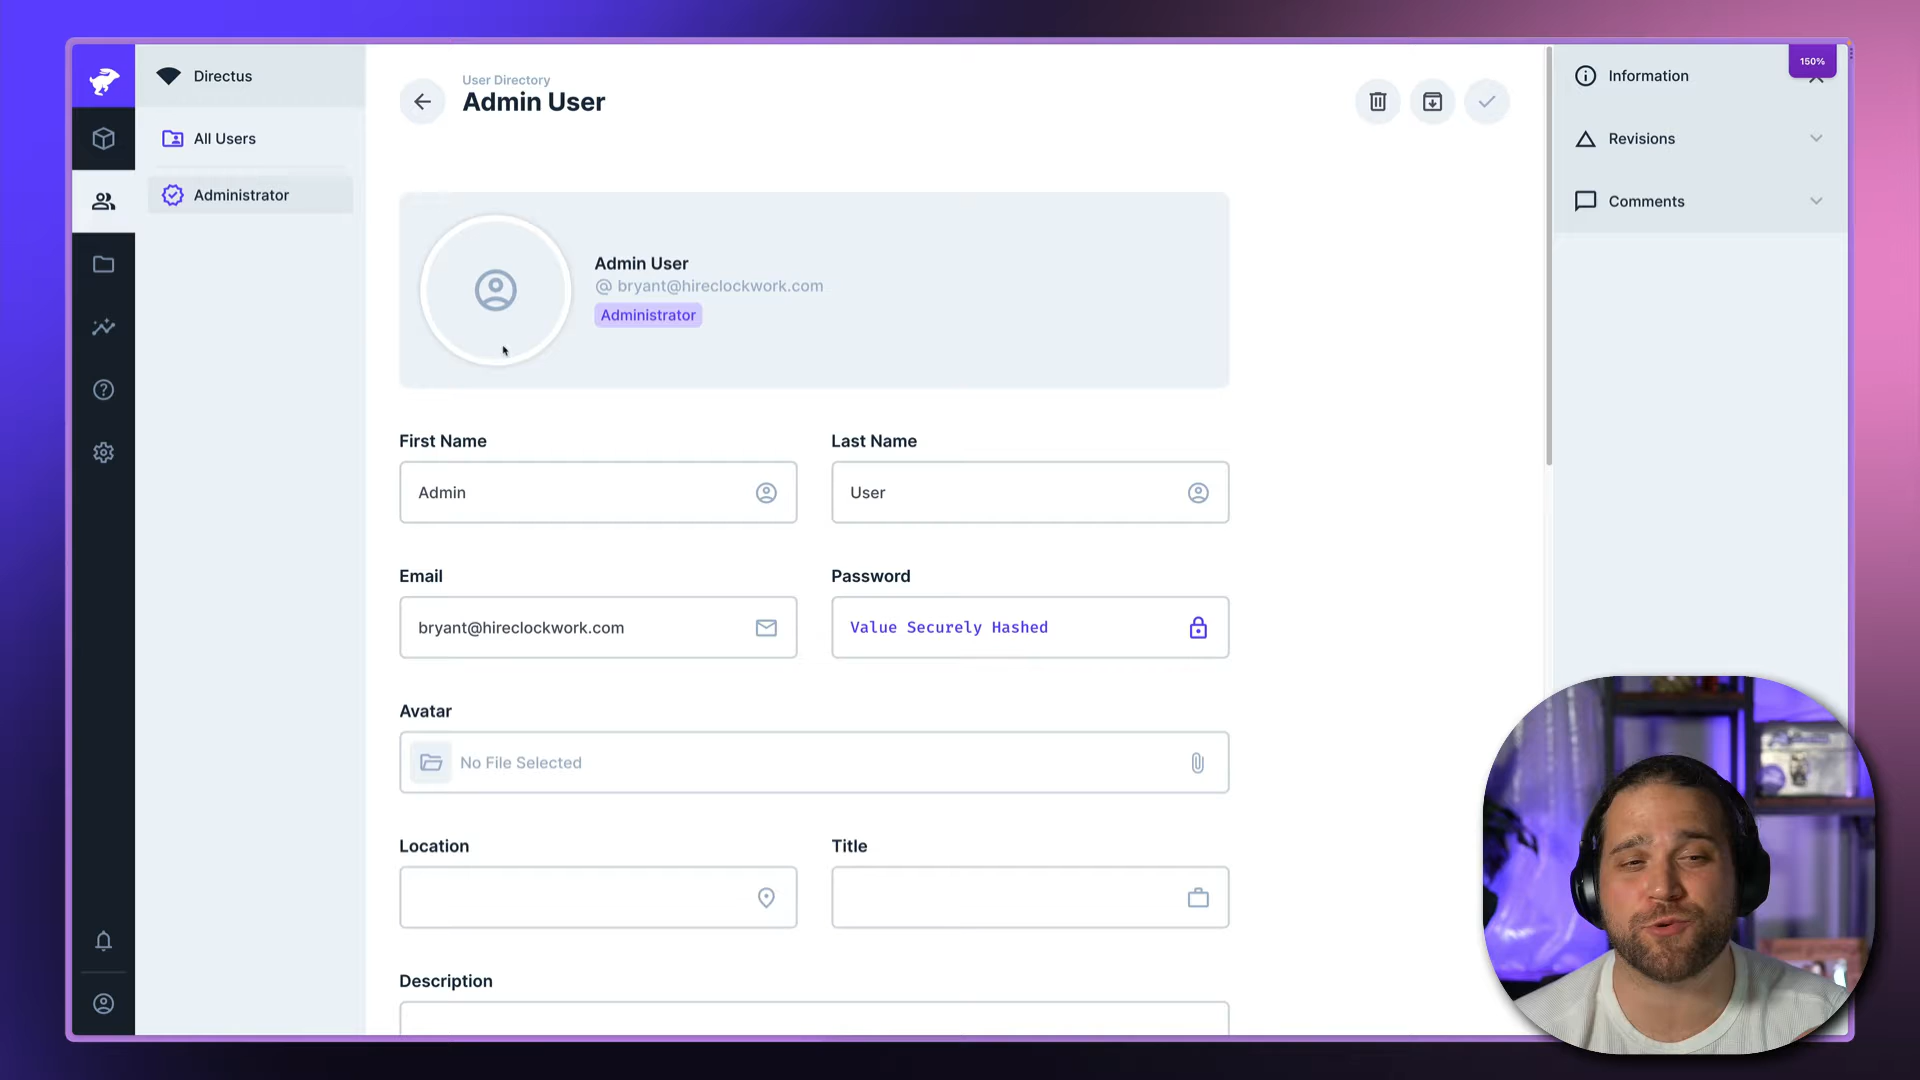 Directus
All Users
Administrator
User Directory
Admin User
150%
Information
Revisions
Comments
Admin User
@ bryant@hireclockwork.com
Administrator
First Name
Last Name
Admin
User
Email
Password
bryant@hireclockwork.com
Value Securely Hashed
Avatar
No File Selected
Location
Title
Description